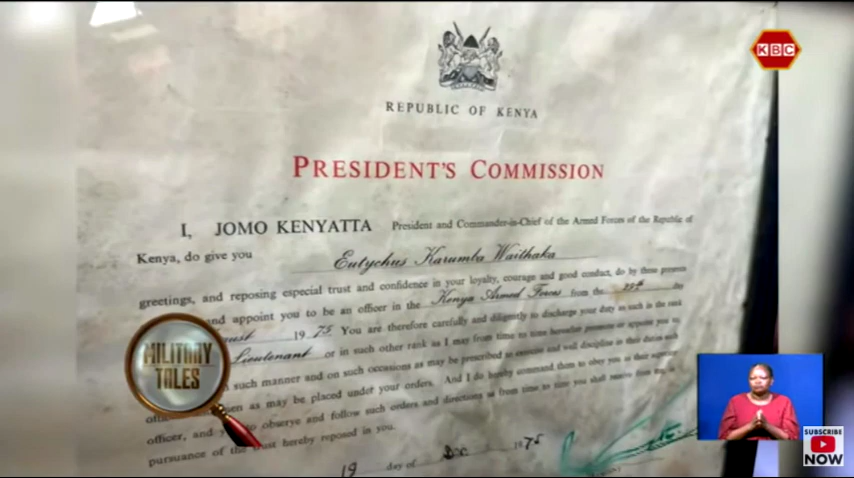 KBC
REPUBLIC OF KENYA
PRESIDENT'S COMMISSION
I, JOMO KENYATTA President and Commander-in-Chief of the Armed Forces of the Republic of
Kenya, do give you Eutychus Karumba Waithaka
greetings, and reposing especial trust and confidence in your loyalty, courage and good conduct, do by these presents
and appoint you to be an officer in the Kenya Armed Forces from the 29th day
1975 You are therefore carefully and diligently to discharge your duty as such in the rank
Lieutenant or in such other rank as I may from time to time hereafter promote or appoint you to,
in such manner and on such occasions as may be prescribed to exercise and well discipline in their duties such
as may be placed under your orders. And I do hereby command them to obey you as their superior
officer, and to observe and follow such orders and directions as from time to time you shall receive from me, in
pursuance of the trust hereby reposed in you.
19 day of Dec 1975
MILITARY
TALES
SUBSCRIBE
NOW